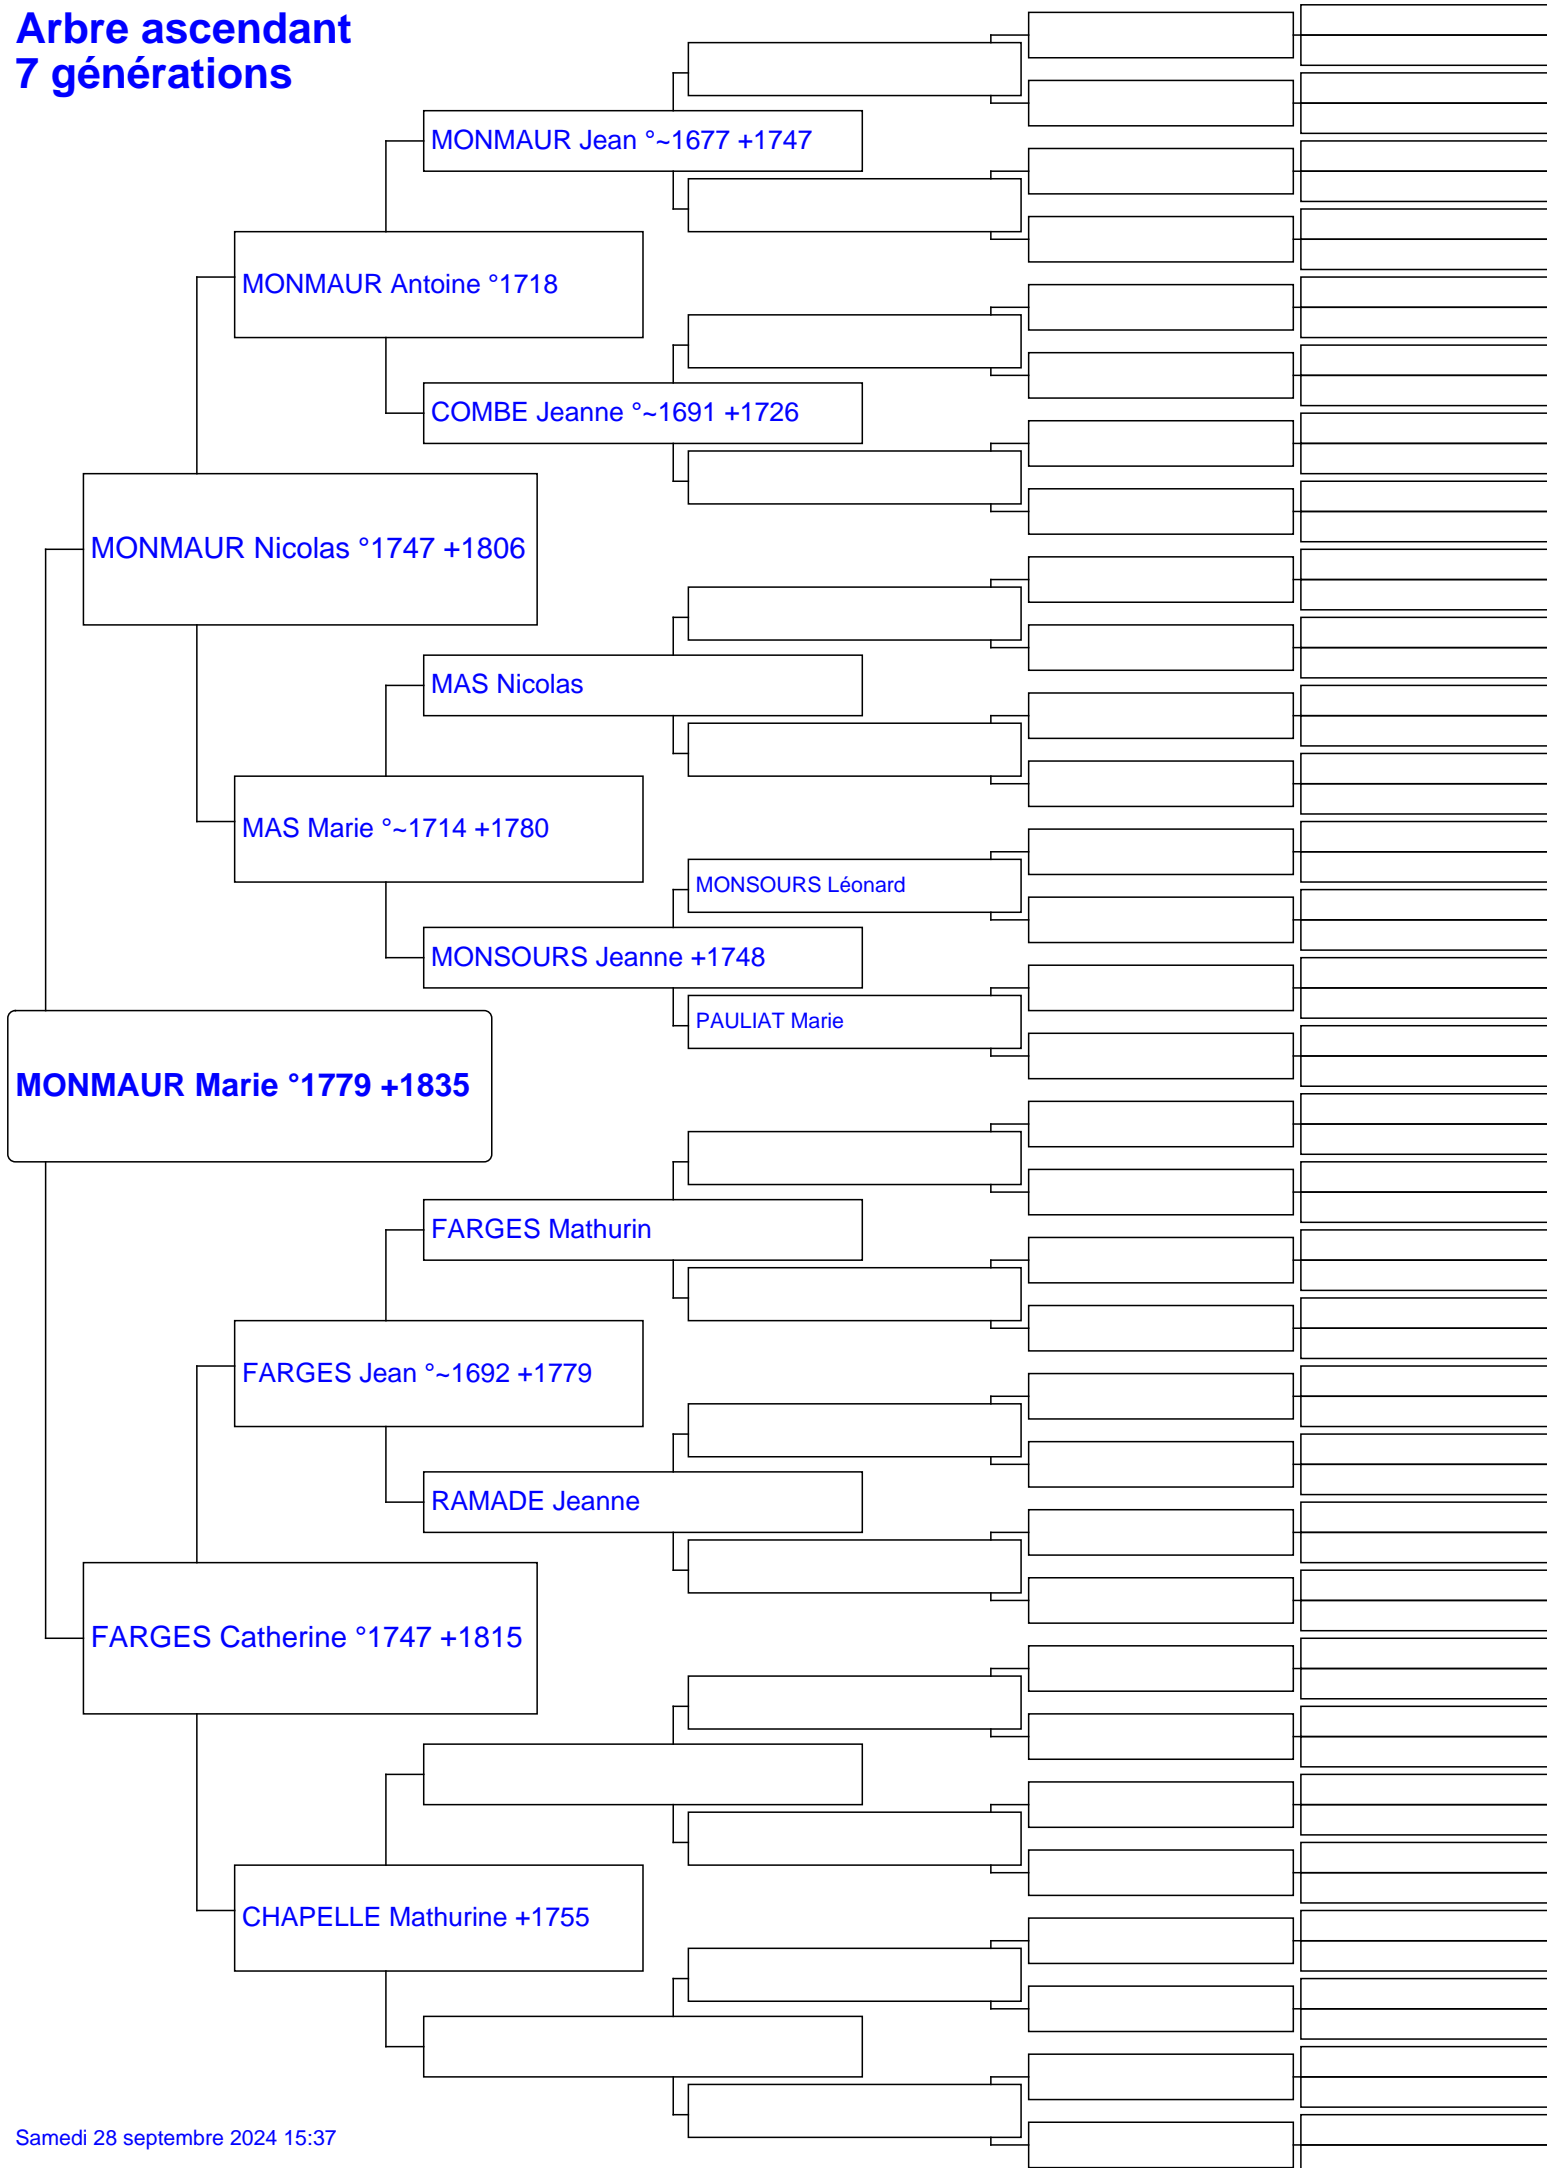 Arbre ascendant
7 générations
MONMAUR Jean °~1677 +1747
MONMAUR Antoine °1718
COMBE Jeanne °~1691 +1726
MONMAUR Nicolas °1747 +1806
MAS Nicolas
MAS Marie °~1714 +1780
MONSOURS Léonard
MONSOURS Jeanne +1748
PAULIAT Marie
MONMAUR Marie °1779 +1835
FARGES Mathurin
FARGES Jean °~1692 +1779
RAMADE Jeanne
FARGES Catherine °1747 +1815
CHAPELLE Mathurine +1755
Samedi 28 septembre 2024 15:37